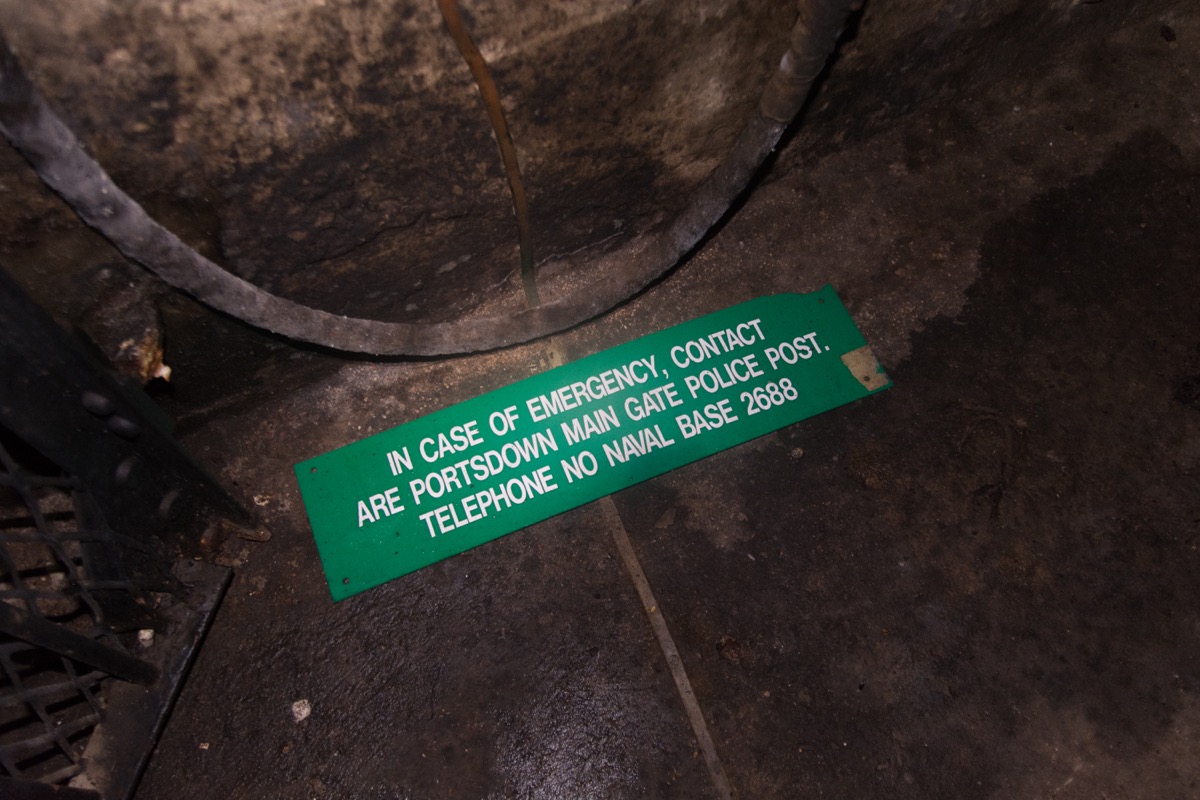 IN CASE OF EMERGENCY, CONTACT
ARE PORTSDOWN MAIN GATE POLICE POST.
TELEPHONE NO NAVAL BASE 2688